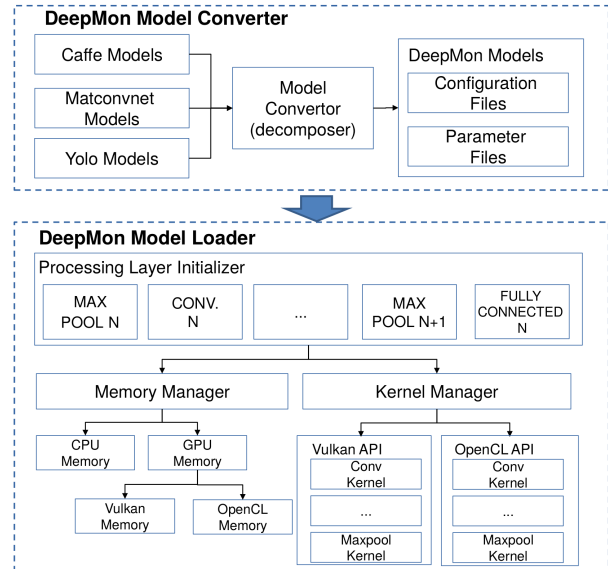 DeepMon Model Converter
Caffe Models
Matconvnet
Models
Yolo Models
Model
Convertor
(decomposer)
DeepMon Models
Configuration
Files
Parameter
Files
DeepMon Model Loader
Processing Layer Initializer
MAX
POOL N
CONV.
N
...
MAX
POOL N+1
FULLY
CONNECTED
N
Memory Manager
Kernel Manager
CPU
Memory
GPU
Memory
Vulkan
Memory
OpenCL
Memory
Vulkan API
Conv
Kernel
...
Maxpool
Kernel
OpenCL API
Conv
Kernel
...
Maxpool
Kernel